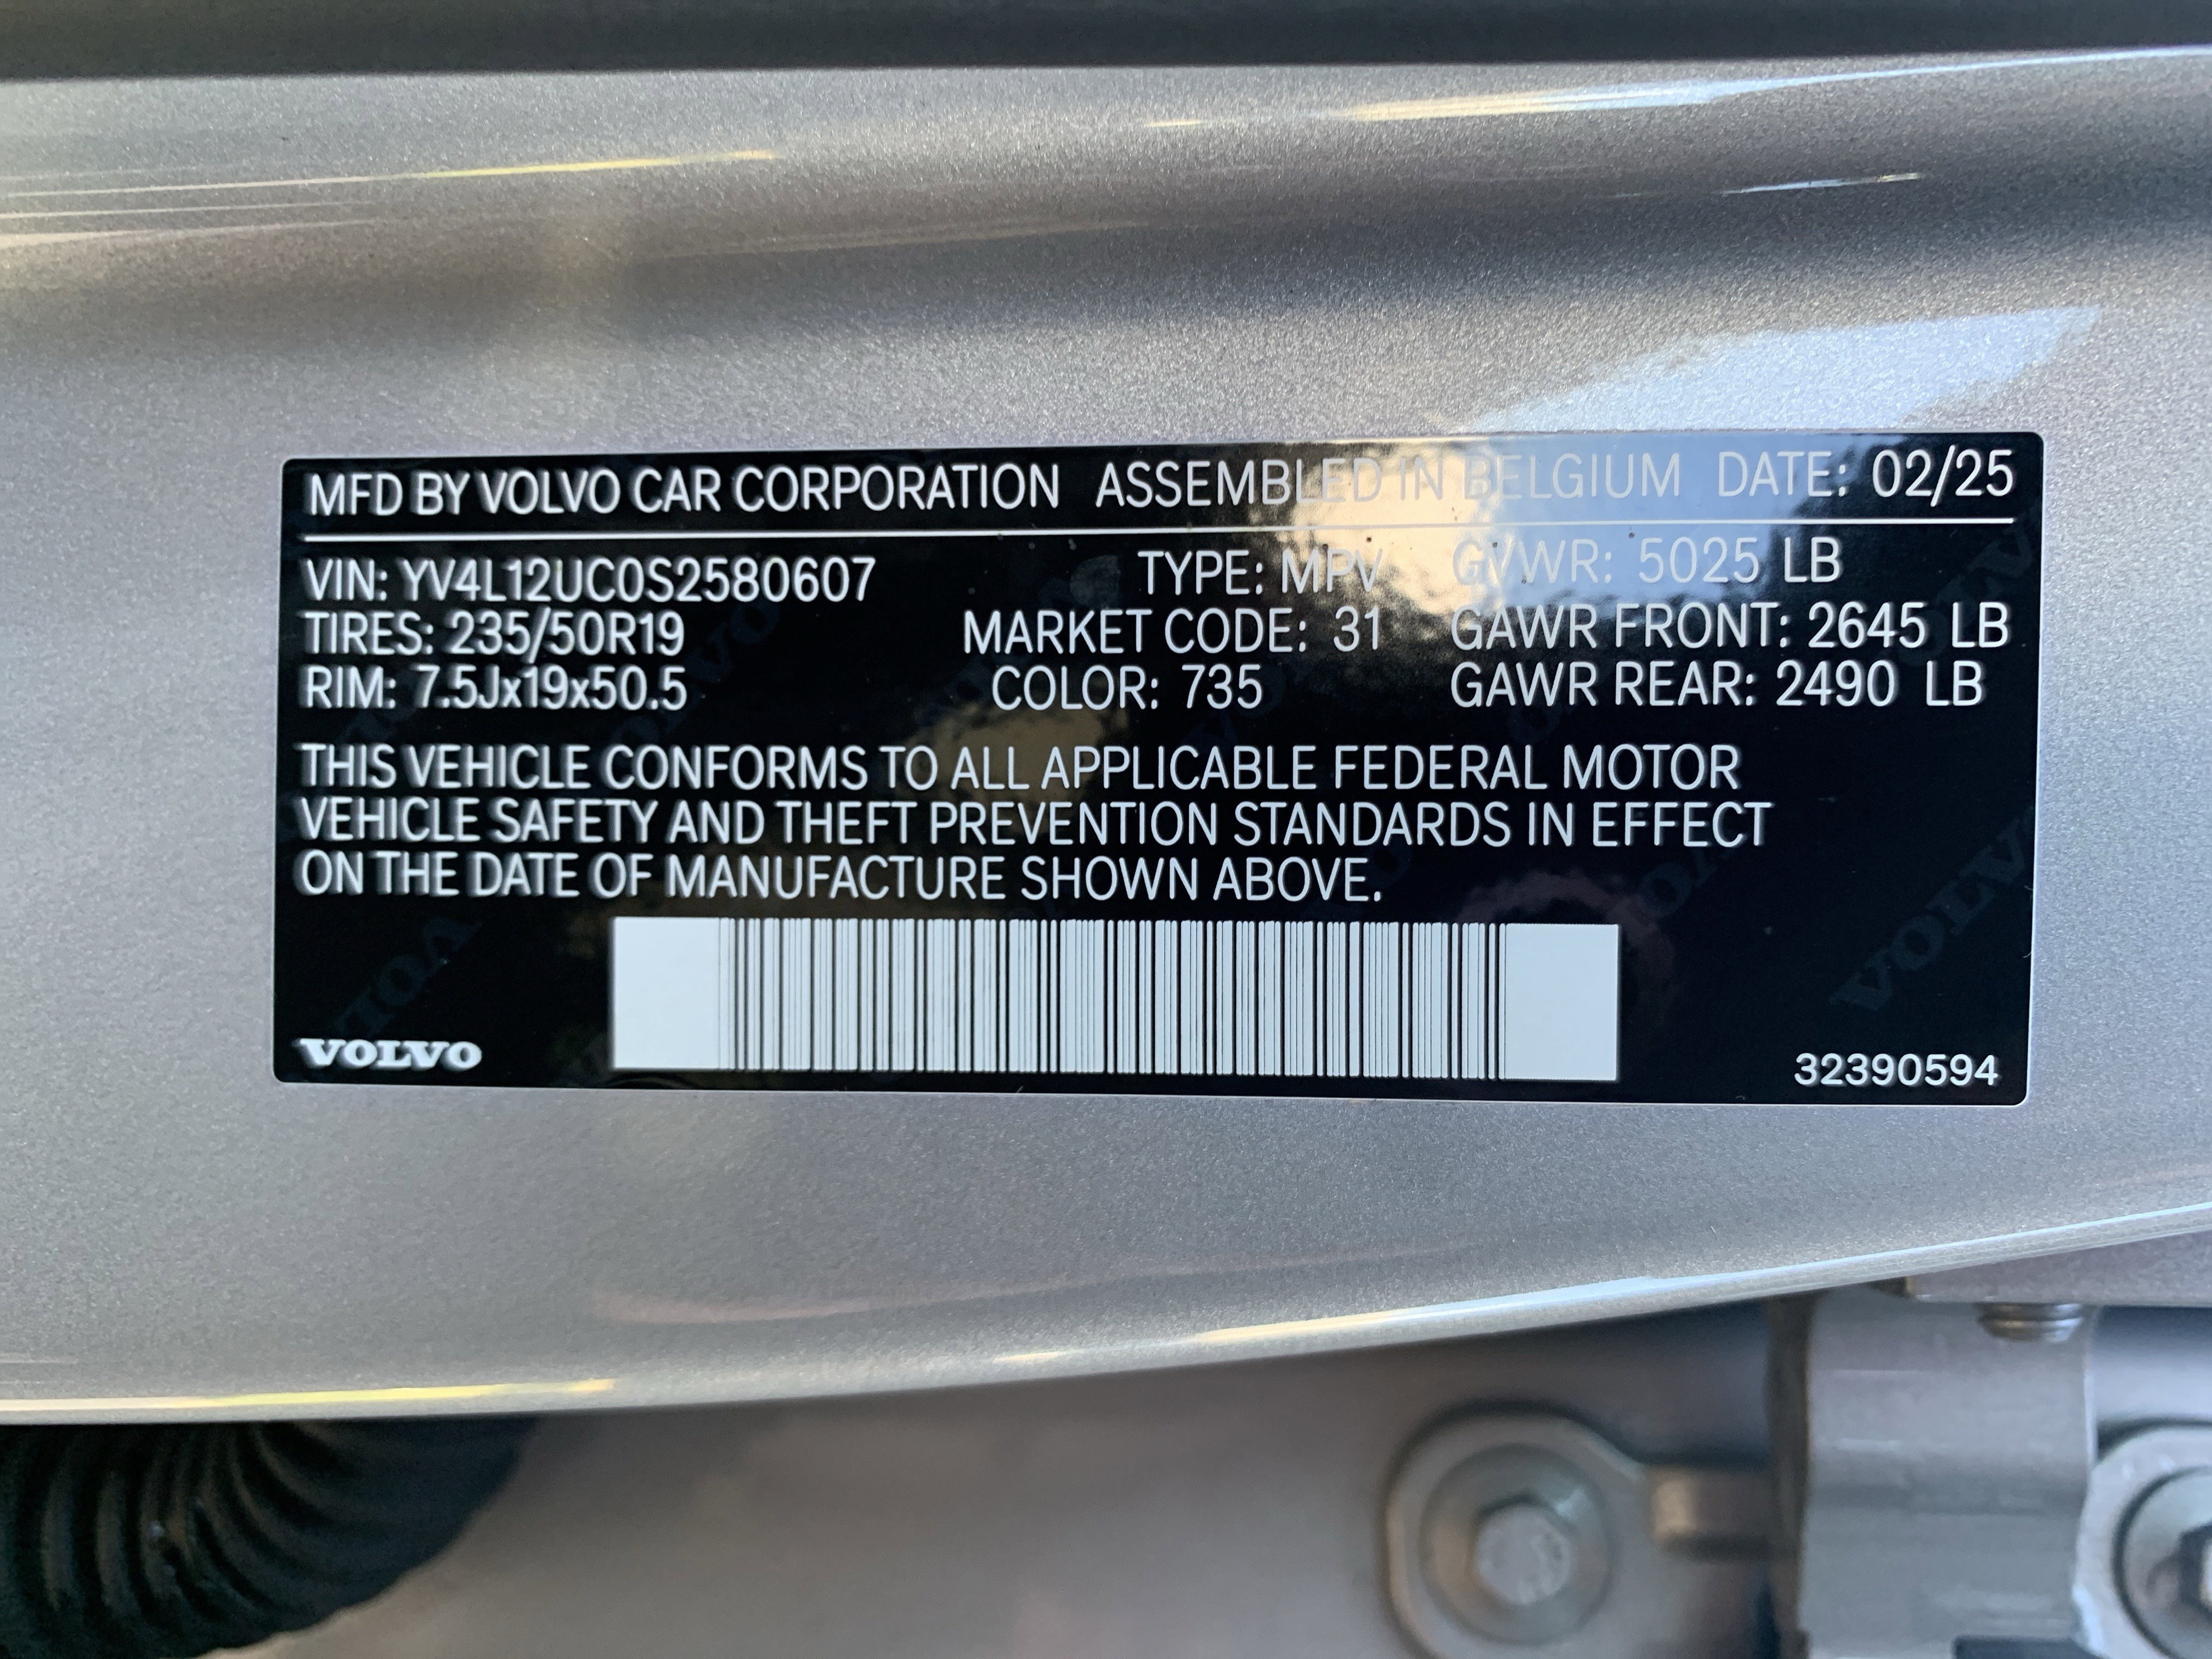 MFD BY VOLVO CAR CORPORATION ASSEMBLED IN BELGIUM DATE: 02/25
VIN: YV4L12UC0S2580607 TYPE: MPV GVWR: 5025 LB
TIRES: 235/50R19 MARKET CODE: 31 GAWR FRONT: 2645 LB
RIM: 7.5Jx19x50.5 COLOR: 735 GAWR REAR: 2490 LB
THIS VEHICLE CONFORMS TO ALL APPLICABLE FEDERAL MOTOR
VEHICLE SAFETY AND THEFT PREVENTION STANDARDS IN EFFECT
ON THE DATE OF MANUFACTURE SHOWN ABOVE.
VOLVO 32390594